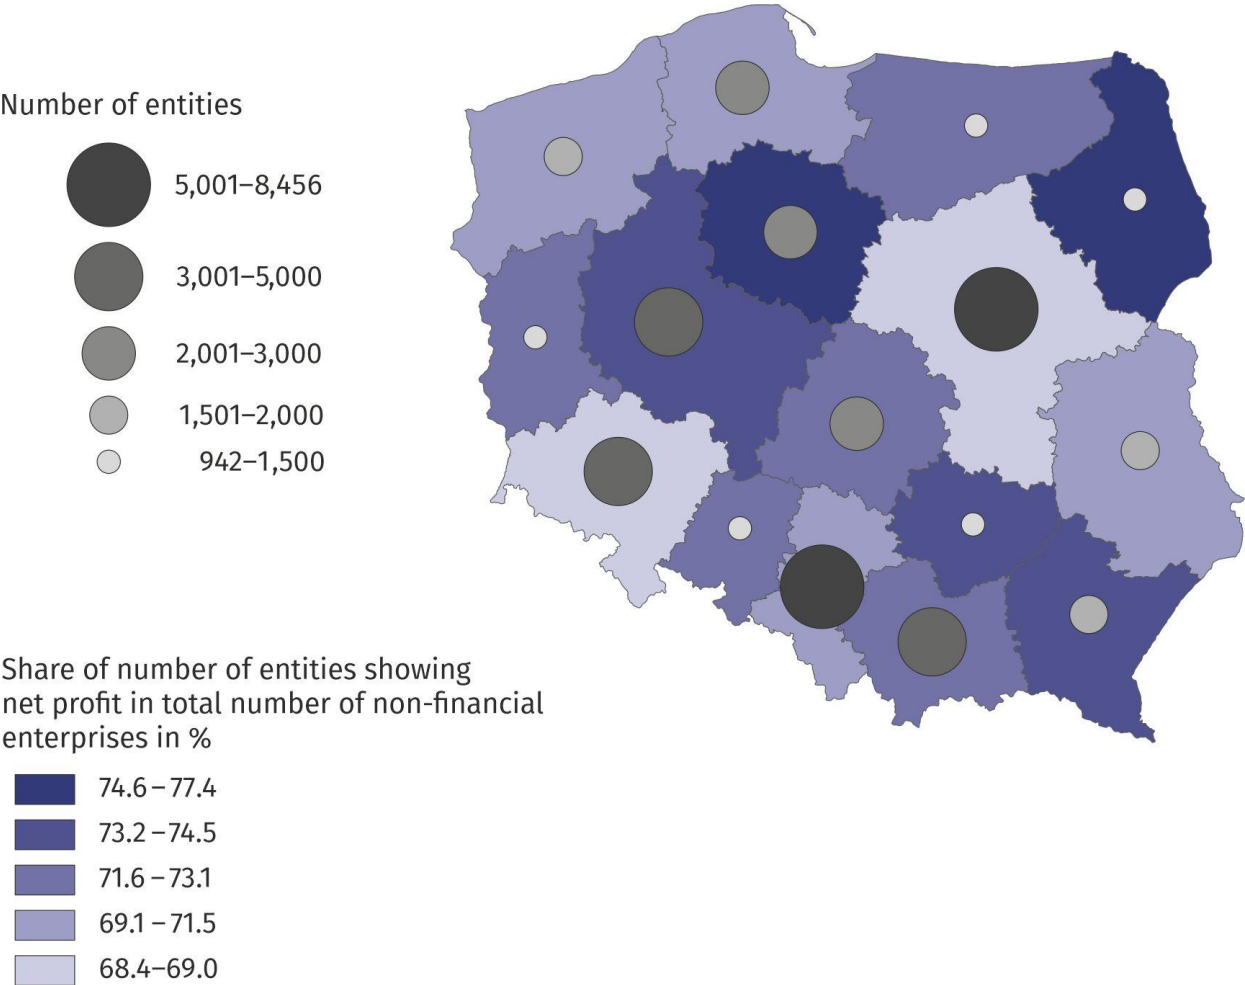 Number of entities
5,001–8,456
3,001–5,000
2,001–3,000
1,501–2,000
942–1,500
Share of number of entities showing
net profit in total number of non-financial
enterprises in %
74.6 – 77.4
73.2 – 74.5
71.6 – 73.1
69.1 – 71.5
68.4–69.0